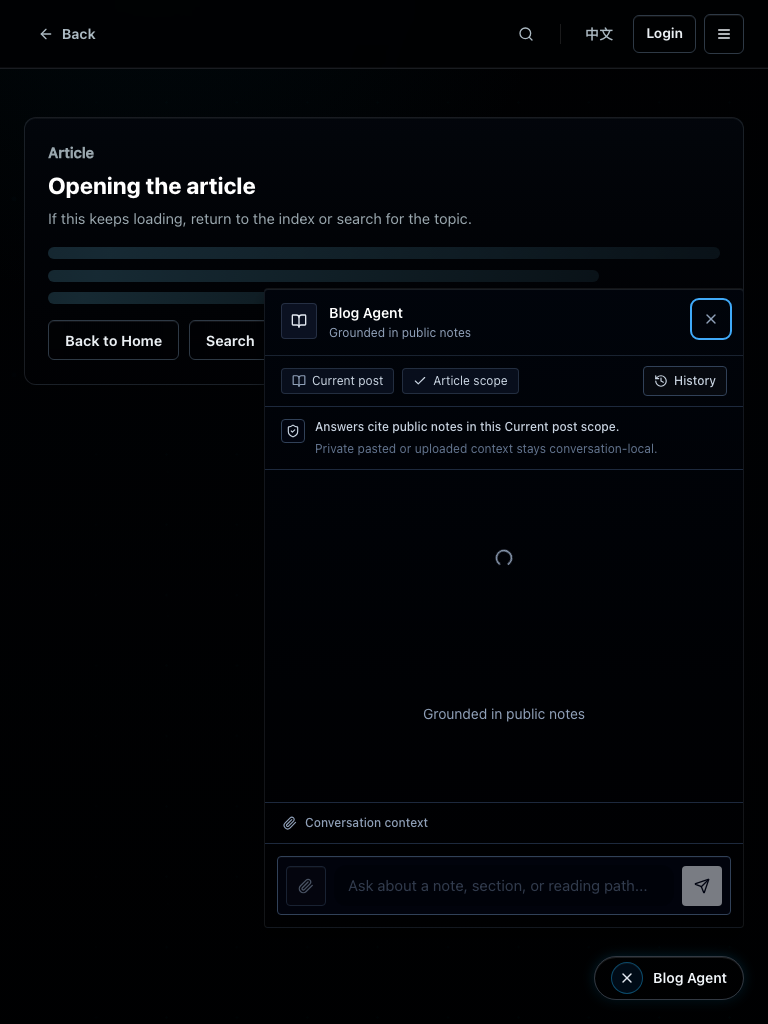 Back
中文
Login
Article
Opening the article
If this keeps loading, return to the index or search for the topic.
Back to Home
Search
Blog Agent
Grounded in public notes
Current post
Article scope
History
Answers cite public notes in this Current post scope.
Private pasted or uploaded context stays conversation-local.
Grounded in public notes
Conversation context
Ask about a note, section, or reading path...
Blog Agent